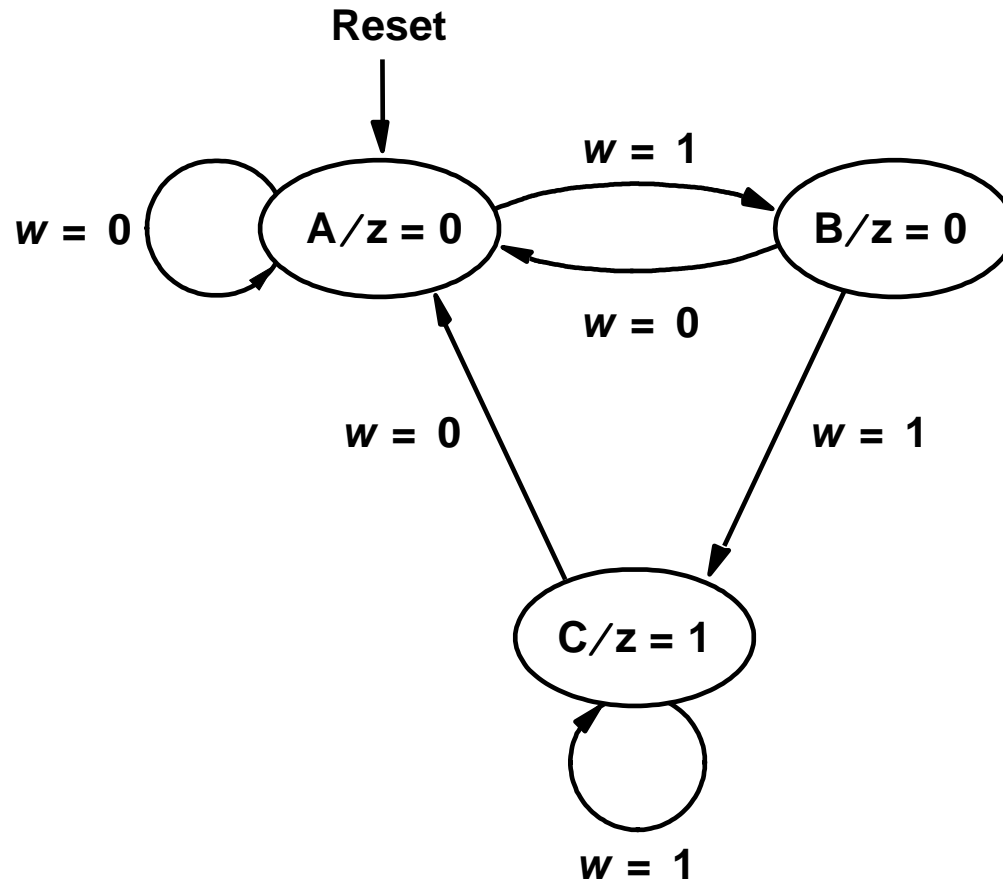 Reset
w = 1
w = 0
A/z = 0
B/z = 0
w = 0
w = 0
w = 1
C/z = 1
w = 1